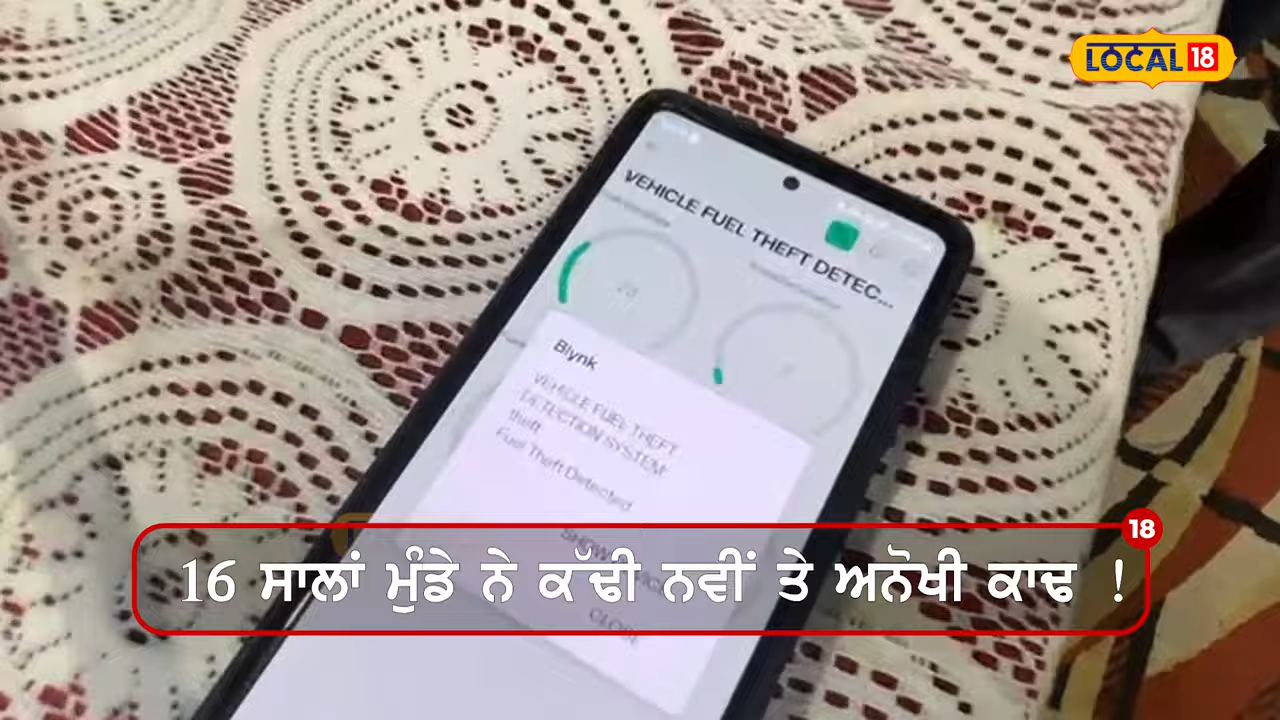 LOCAL 18
VEHICLE FUEL THEFT DETEC...
Blynk
VEHICLE FUEL THEFT
DETECTION SYSTEM:
theft
Fuel Theft Detected
CLOSE
18
16 ਸਾਲਾਂ ਮੁੰਡੇ ਨੇ ਕੱਢੀ ਨਵੀਂ ਤੇ ਅਨੋਖੀ ਕਾਢ !